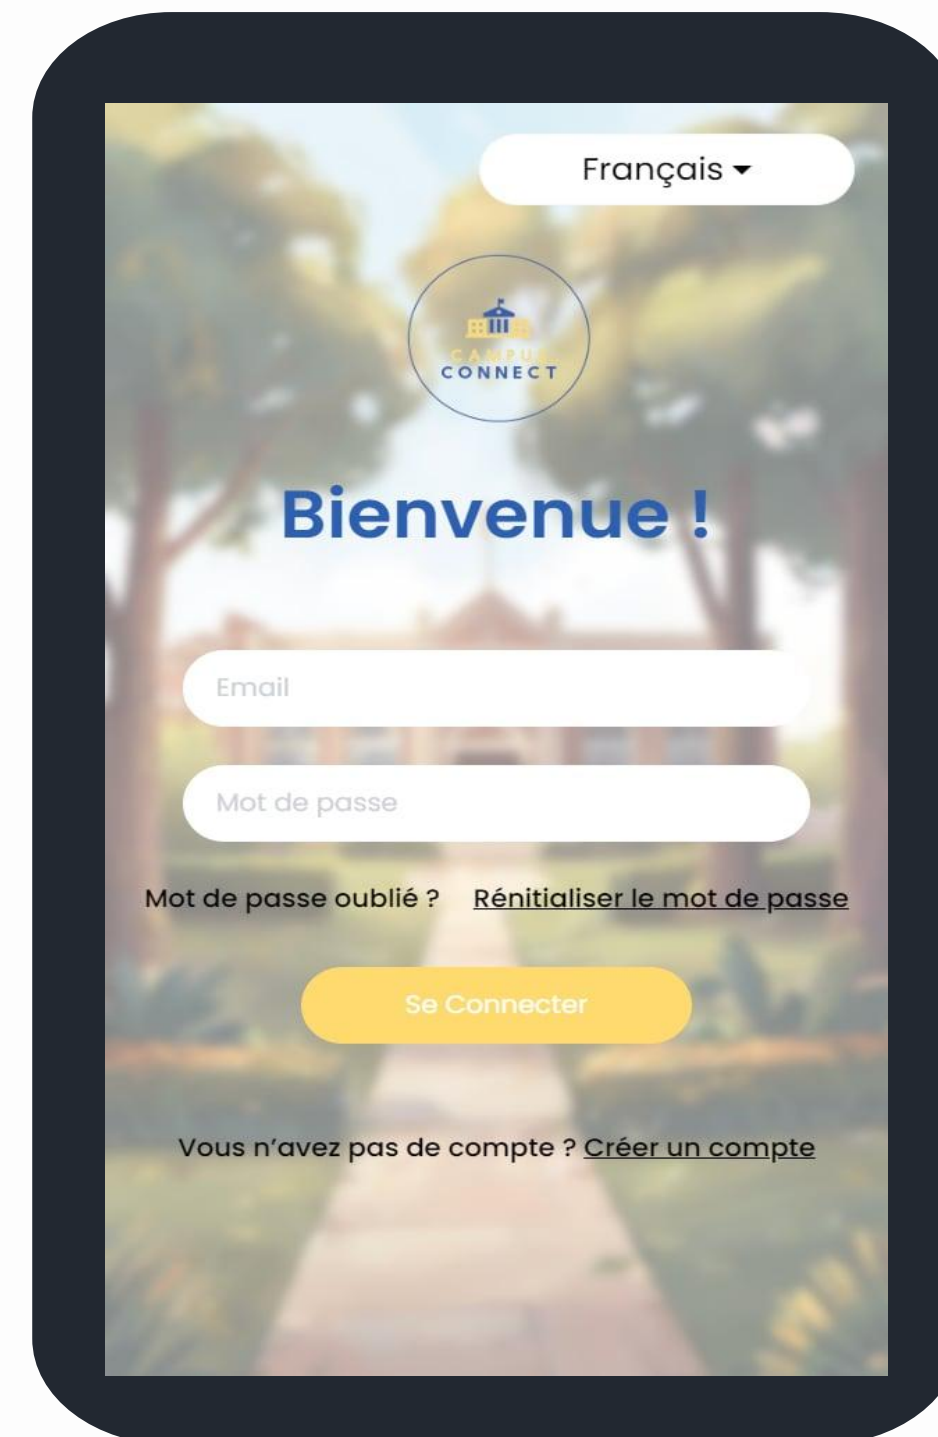 Français
CAMPUS
CONNECT
Bienvenue !
Email
Mot de passe
Mot de passe oublié ? Rénitialiser le mot de passe
Se Connecter
Vous n’avez pas de compte ? Créer un compte